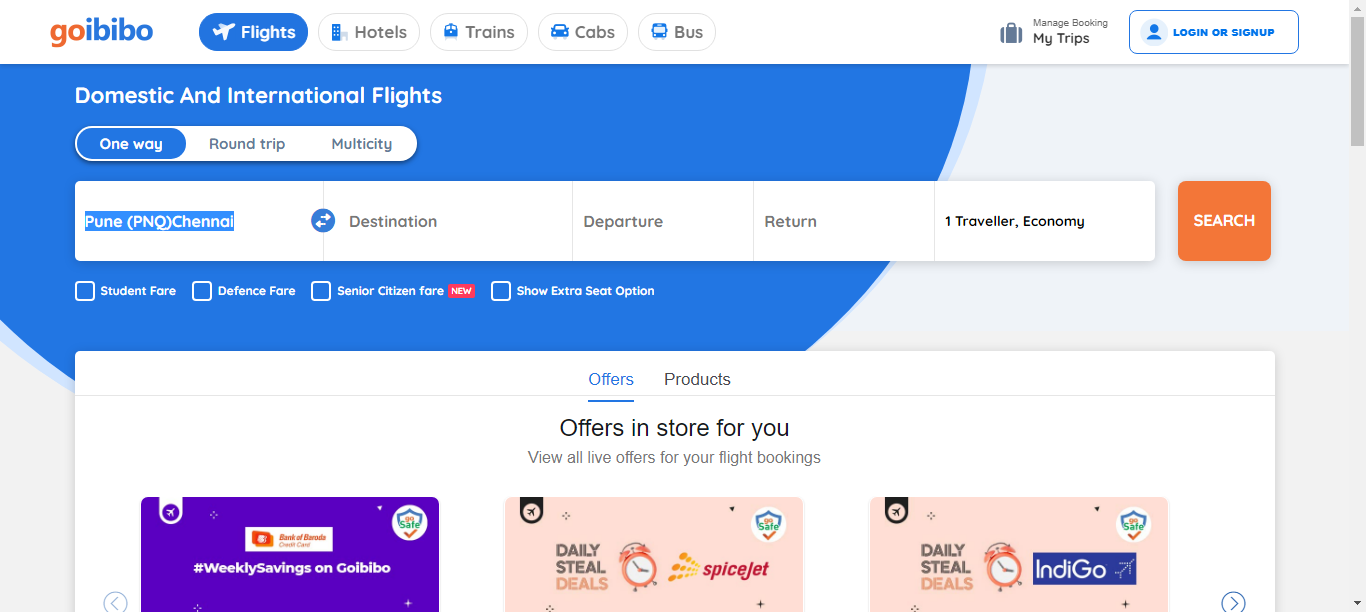 goibibo
Flights
Hotels
Trains
Cabs
Bus
Manage Booking
My Trips
LOGIN OR SIGNUP
Domestic And International Flights
One way
Round trip
Multicity
Pune (PNQ)Chennai
Destination
Departure
Return
1 Traveller, Economy
SEARCH
Student Fare
Defence Fare
Senior Citizen fare NEW
Show Extra Seat Option
Offers
Products
Offers in store for you
View all live offers for your flight bookings
go Safe
Bank of Baroda
Credit Card
#WeeklySavings on Goibibo
go Safe
DAILY
STEAL
DEALS
spiceJet
go Safe
DAILY
STEAL
DEALS
IndiGo